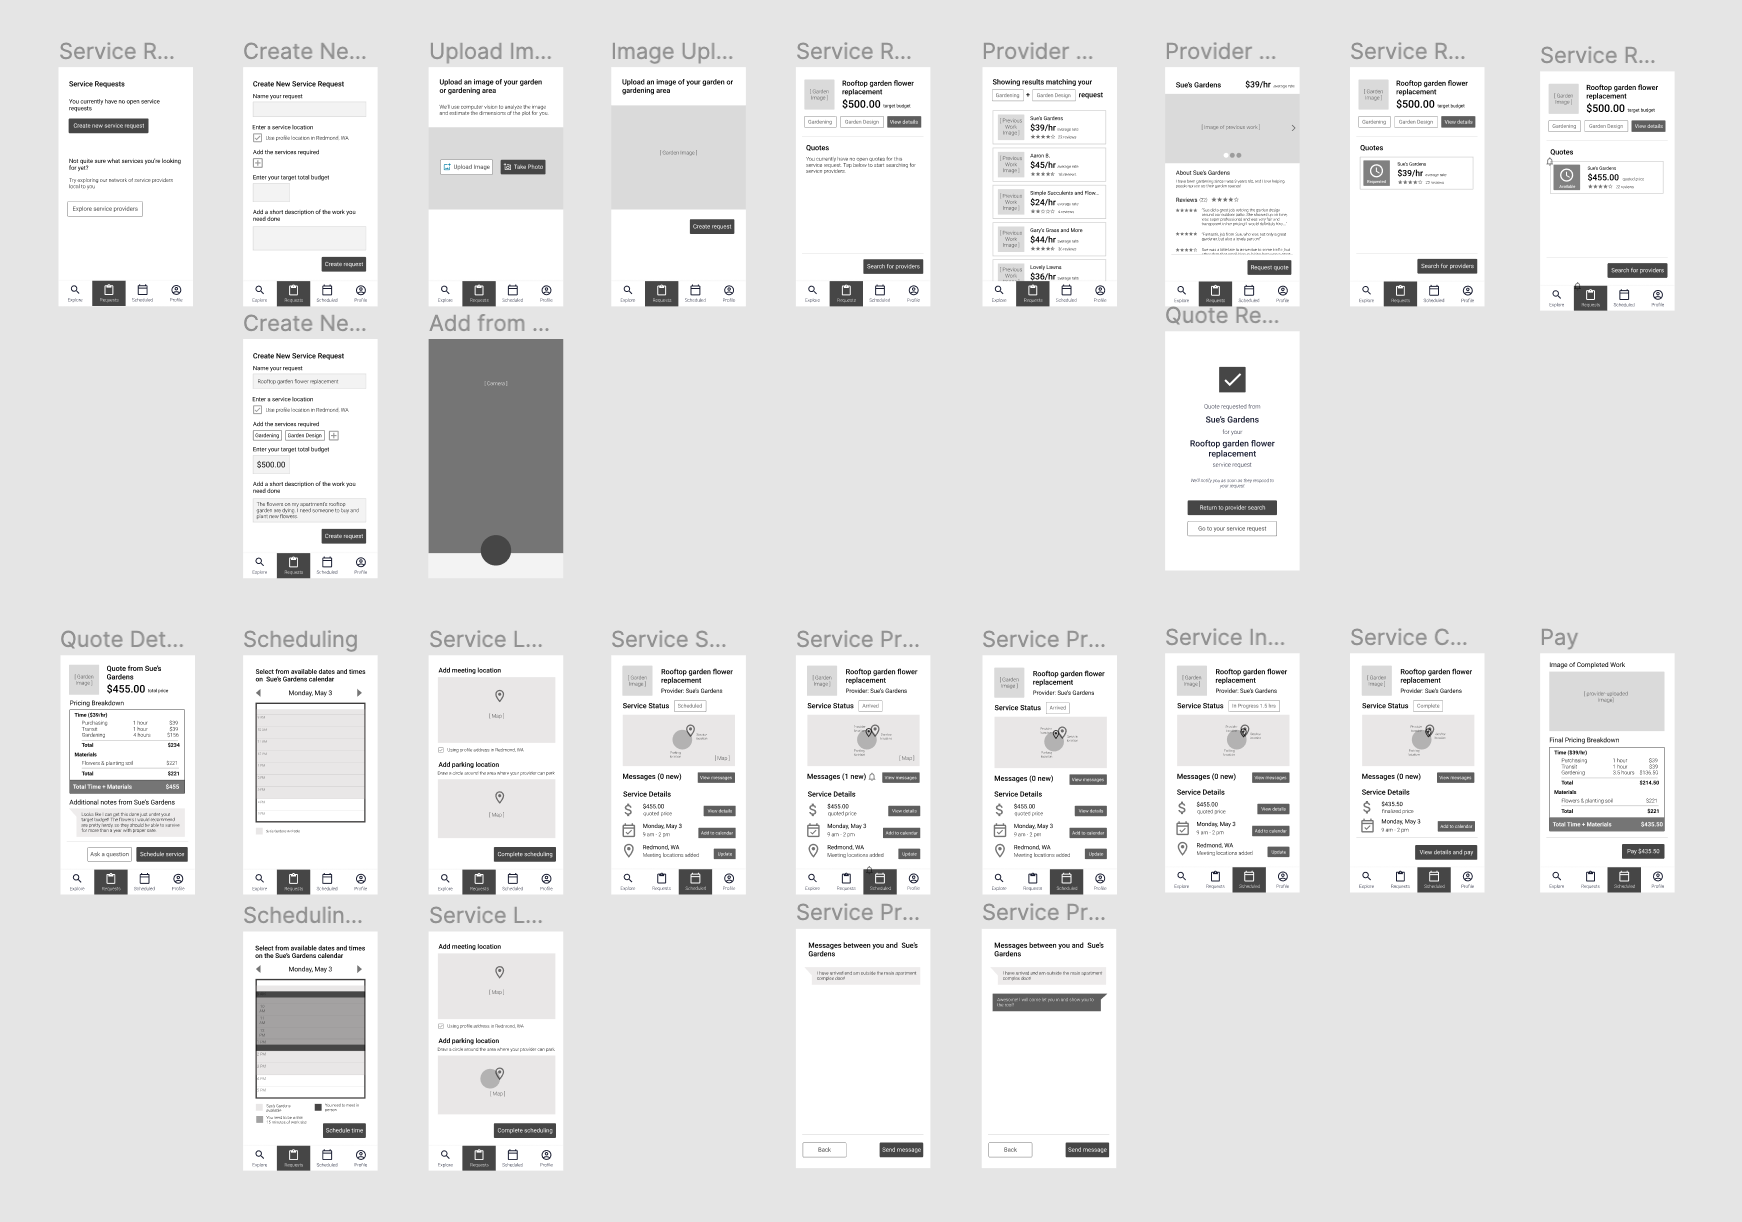 Service R...
Service Requests
You currently have no open service
requests
Create new service request
Not quite sure what services you're looking
for yet?
Try exploring our network of service providers
local to you
Explore service providers
Explore
Requests
Scheduled
Profile
Create Ne...
Create New Service Request
Name your request
Enter a service location
Use profile location in Redmond, WA
Add the services required
Enter your target total budget
Add a short description of the work you
need done
Create request
Explore
Requests
Scheduled
Profile
Upload Im...
Upload an image of your garden
or gardening area
We'll use computer vision to analyze the image
and estimate the dimensions of the plot for you.
Upload Image
Take Photo
Explore
Requests
Scheduled
Profile
Image Upl...
Upload an image of your garden or
gardening area
[Garden Image]
Create request
Explore
Requests
Scheduled
Profile
Service R...
[Garden
Image]
Rooftop garden flower
replacement
$500.00 target budget
Gardening
Garden Design
View details
Quotes
You currently have no open quotes for this
service request. Tap below to start searching for
service providers.
Search for providers
Explore
Requests
Scheduled
Profile
Provider ...
Showing results matching your
Gardening + Garden Design request
[Previous
Work
Image]
Sue's Gardens
$39/hr average rate
[Previous
Work
Image]
Aaron B.
$45/hr average rate
[Previous
Work
Image]
Simple Succulents and Flow...
$24/hr average rate
[Previous
Work
Image]
Gary's Grass and More
$44/hr average rate
[Previous
Work
Image]
Lovely Lawns
$36/hr average rate
Explore
Requests
Scheduled
Profile
Provider ...
Sue's Gardens
$39/hr average rate
[Image of previous work]
About Sue's Gardens
Reviews (22)
Request quote
Explore
Requests
Scheduled
Profile
Service R...
[Garden
Image]
Rooftop garden flower
replacement
$500.00 target budget
Gardening
Garden Design
View details
Quotes
Requested
Sue's Gardens
$39/hr average rate
22 reviews
Search for providers
Explore
Requests
Scheduled
Profile
Service R...
[Garden
Image]
Rooftop garden flower
replacement
$500.00 target budget
Gardening
Garden Design
View details
Quotes
Available
Sue's Gardens
$455.00 quoted price
22 reviews
Search for providers
Explore
Requests
Scheduled
Profile
Create Ne...
Create New Service Request
Name your request
Rooftop garden flower replacement
Enter a service location
Use profile location in Redmond, WA
Add the services required
Gardening
Garden Design
Enter your target total budget
$500.00
Add a short description of the work you
need done
The flowers on my apartment's rooftop
garden are dying. I need someone to buy and
plant new flowers.
Create request
Explore
Requests
Scheduled
Profile
Add from ...
[Camera]
Quote Re...
Quote requested from
Sue's Gardens
for your
Rooftop garden flower
replacement
service request
We'll notify you as soon as they respond to
your request
Return to provider search
Go to your service request
Quote Det...
[Garden
Image]
Quote from Sue's
Gardens
$455.00 total price
Pricing Breakdown
Time ($39/hr)
Purchasing 1 hour $39
Transit 1 hour $39
Gardening 4 hours $156
Total $234
Materials
Flowers & planting soil $221
Total $221
Total Time + Materials $455
Additional notes from Sue's Gardens
Looks like I can get this done just under your
target budget! The flowers I would recommend
are pretty hardy, so they should be able to survive
for more than a year with proper care.
Ask a question
Schedule service
Explore
Requests
Scheduled
Profile
Scheduling
Select from available dates and times
on Sue's Gardens calendar
Monday, May 3
Explore
Requests
Scheduled
Profile
Service L...
Add meeting location
[Map]
Using profile address in Redmond, WA
Add parking location
Draw a circle around the area where your provider can park
[Map]
Complete scheduling
Explore
Requests
Scheduled
Profile
Service S...
[Garden
Image]
Rooftop garden flower
replacement
Provider: Sue's Gardens
Service Status
Scheduled
[Map]
Messages (0 new)
View messages
Service Details
$455.00
quoted price
View details
Monday, May 3
9 am - 2 pm
Add to calendar
Redmond, WA
Meeting locations added
Update
Explore
Requests
Scheduled
Profile
Service Pr...
[Garden
Image]
Rooftop garden flower
replacement
Provider: Sue's Gardens
Service Status
Arrived
[Map]
Messages (1 new)
View messages
Service Details
$455.00
quoted price
View details
Monday, May 3
9 am - 2 pm
Add to calendar
Redmond, WA
Meeting locations added
Update
Explore
Requests
Scheduled
Profile
Service Pr...
[Garden
Image]
Rooftop garden flower
replacement
Provider: Sue's Gardens
Service Status
Arrived
Messages (0 new)
View messages
Service Details
$455.00
quoted price
View details
Monday, May 3
9 am - 2 pm
Add to calendar
Redmond, WA
Meeting locations added
Update
Explore
Requests
Scheduled
Profile
Service In...
[Garden
Image]
Rooftop garden flower
replacement
Provider: Sue's Gardens
Service Status
In Progress 1.5 hrs
Messages (0 new)
View messages
Service Details
$455.00
quoted price
View details
Monday, May 3
9 am - 2 pm
Add to calendar
Redmond, WA
Meeting locations added
Update
Explore
Requests
Scheduled
Profile
Service C...
[Garden
Image]
Rooftop garden flower
replacement
Provider: Sue's Gardens
Service Status
Complete
Messages (0 new)
View messages
Service Details
$435.50
finalized price
Monday, May 3
9 am - 2 pm
Add to calendar
View details and pay
Explore
Requests
Scheduled
Profile
Pay
Image of Completed Work
[provider-uploaded
image]
Final Pricing Breakdown
Time ($39/hr)
Purchasing 1 hour $39
Transit 1 hour $39
Gardening 3.5 hours $136.50
Total $214.50
Materials
Flowers & planting soil $221
Total $221
Total Time + Materials $435.50
Pay $435.50
Explore
Requests
Scheduled
Profile
Schedulin...
Select from available dates and times
on the Sue's Gardens calendar
Monday, May 3
Sue's Gardens
available
You need to meet in
person
Schedule time
Explore
Requests
Scheduled
Profile
Service L...
Add meeting location
[Map]
Using profile address in Redmond, WA
Add parking location
Draw a circle around the area where your provider can park
[Map]
Complete scheduling
Explore
Requests
Scheduled
Profile
Service Pr...
Messages between you and Sue's
Gardens
I have arrived and am outside the main apartment
complex door!
Back
Send message
Service Pr...
Messages between you and Sue's
Gardens
I have arrived and am outside the main apartment
complex door!
Awesome! I will come let you in and show you to
the roof!
Back
Send message